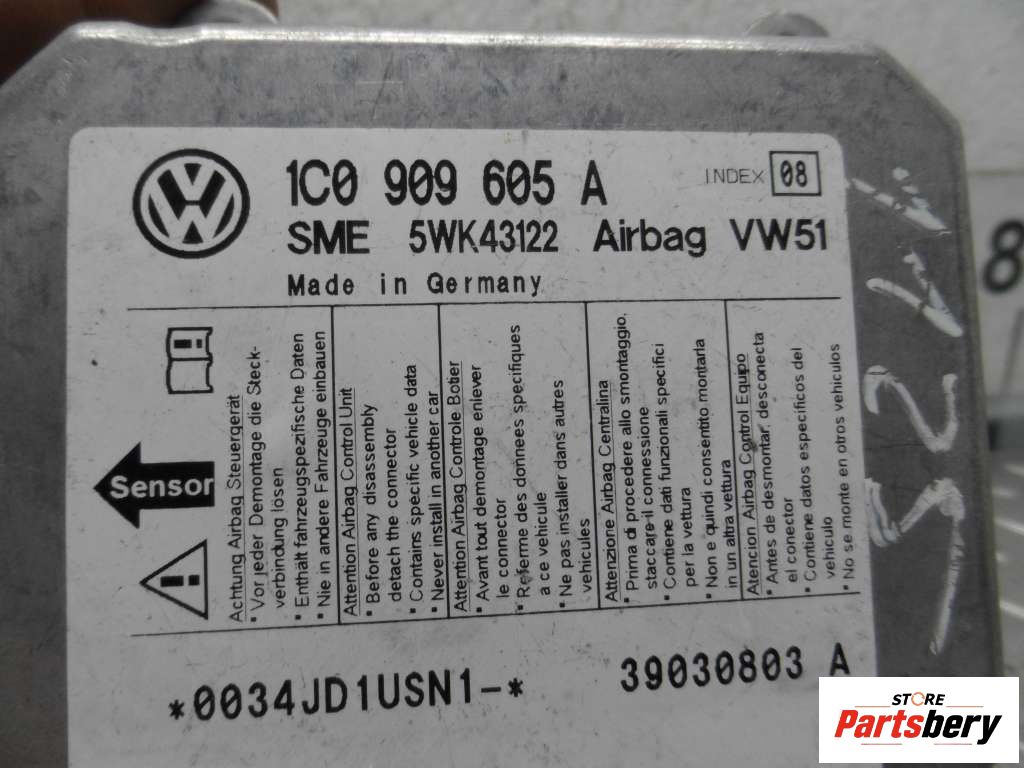 1C0 909 605 A
INDEX 08
SME 5WK43122 Airbag VW51
Made in Germany
Sensor
Achtung Airbag Steuergerät
• Vor jeder Demontage die Steck-
verbindung lösen
• Enthält fahrzeugspezifische Daten
• Nie in andere Fahrzeuge einbauen
Attention Airbag Control Unit
• Before any disassembly
detach the connector
• Contains specific vehicle data
• Never install in another car
Attention Airbag Controle Botier
• Avant tout demontage enlever
le connector
• Referme des donnees specifiques
a ce vehicule
• Ne pas installer dans autres
vehicules
Attenzione Airbag Centralina
• Prima di procedere allo smontaggio,
staccare il connessione
• Contiene dati funzionali specifici
per la vettura
• Non e quindi consentito montarla
in un altra vettura
Atencion Airbag Control Equipo
• Antes de desmontar, desconecta
el conector
• Contiene datos especificos del
vehiculo
• No se monte en otros vehiculos
*0034JD1USN1-*
39030803 A
8
STORE
Partsbery